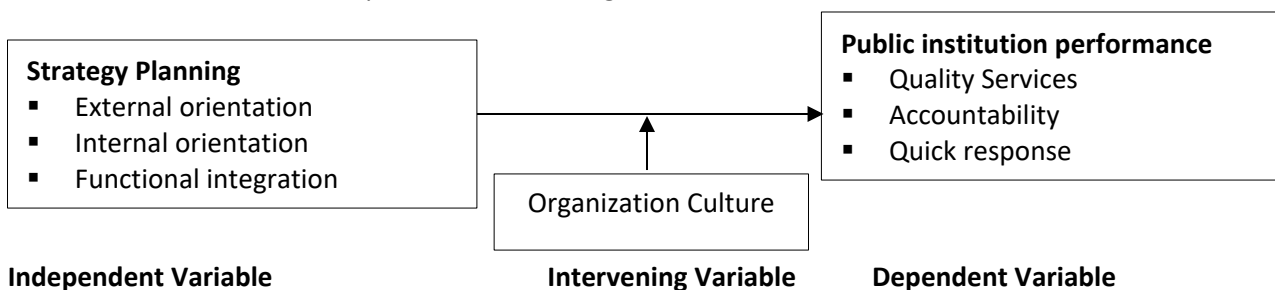 Strategy Planning
▪ External orientation
▪ Internal orientation
▪ Functional integration
Organization Culture
Public institution performance
▪ Quality Services
▪ Accountability
▪ Quick response
Independent Variable
Intervening Variable
Dependent Variable